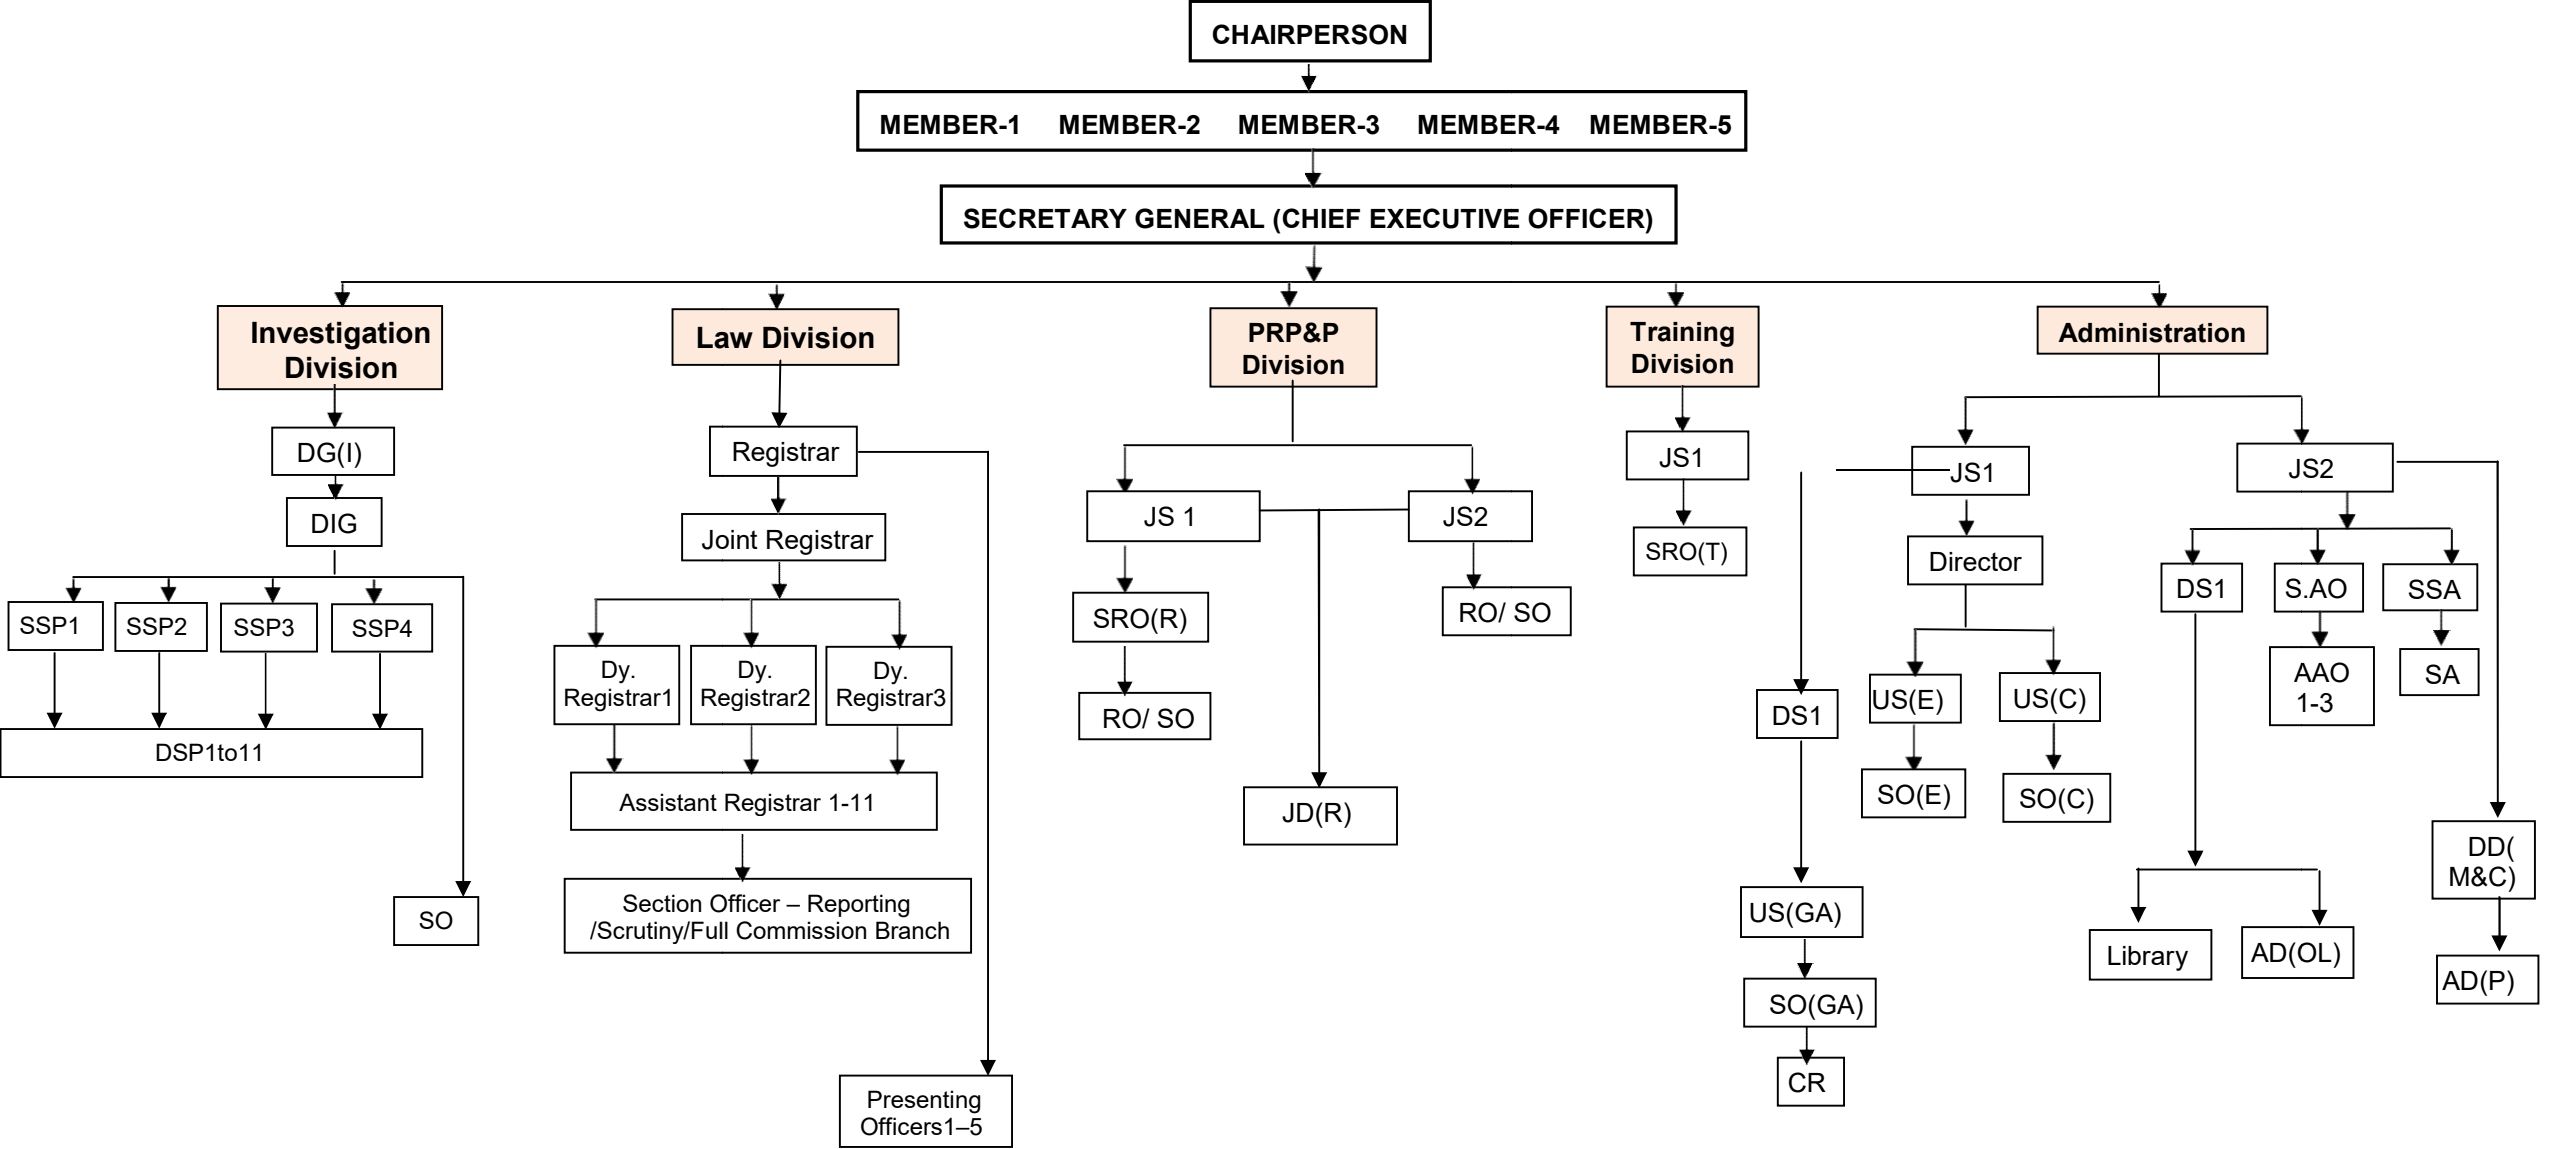 CHAIRPERSON
MEMBER-1 MEMBER-2 MEMBER-3 MEMBER-4 MEMBER-5
SECRETARY GENERAL (CHIEF EXECUTIVE OFFICER)
Investigation
Division
Law Division
PRP&P
Division
Training
Division
Administration
DG(I)
DIG
SSP1
SSP2
SSP3
SSP4
DSP1to11
SO
Registrar
Joint Registrar
Dy.
Registrar1
Dy.
Registrar2
Dy.
Registrar3
Assistant Registrar 1-11
Section Officer – Reporting
/Scrutiny/Full Commission Branch
Presenting
Officers1–5
JS 1
JS2
SRO(R)
RO/ SO
RO/ SO
JD(R)
JS1
SRO(T)
JS1
JS2
Director
DS1
US(E)
US(C)
SO(E)
SO(C)
US(GA)
SO(GA)
CR
DS1
S.AO
SSA
AAO
1-3
SA
Library
AD(OL)
DD(
M&C)
AD(P)